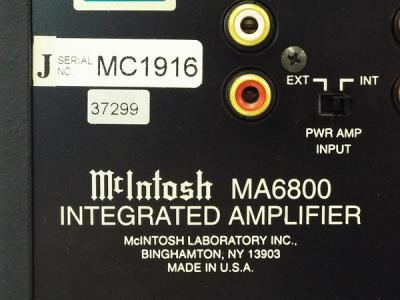 J SERIAL NO. MC1916
37299
EXT INT
PWR AMP
INPUT
McIntosh MA6800
INTEGRATED AMPLIFIER
McINTOSH LABORATORY INC.,
BINGHAMTON, NY 13903
MADE IN U.S.A.